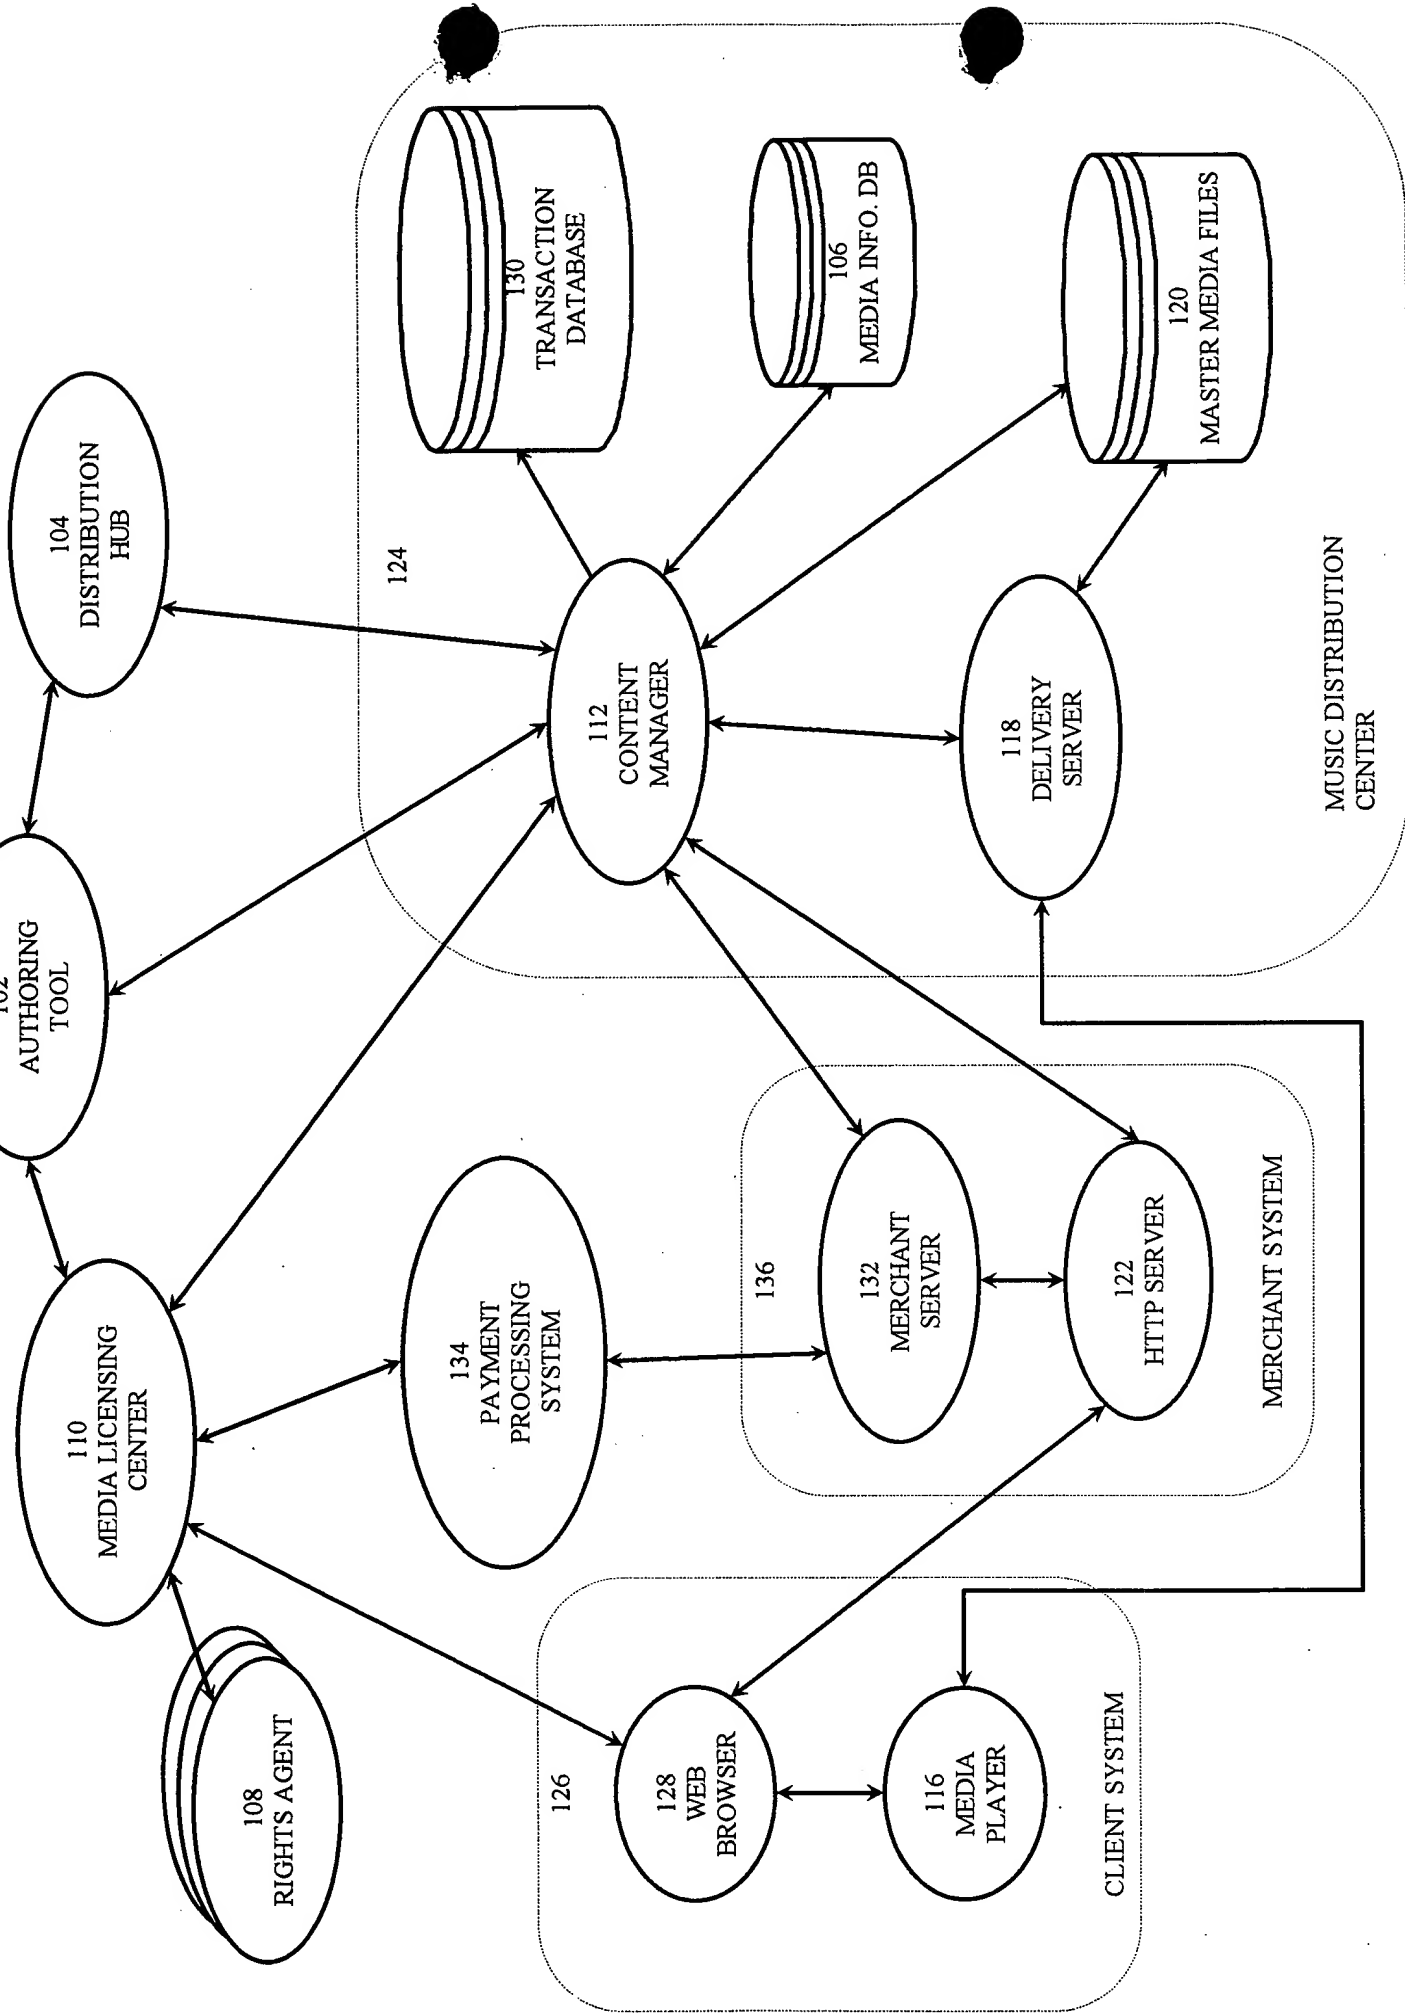 108
RIGHTS AGENT
110
MEDIA LICENSING
CENTER
AUTHORING
TOOL
104
DISTRIBUTION
HUB
126
128
WEB
BROWSER
116
MEDIA
PLAYER
CLIENT SYSTEM
134
PAYMENT
PROCESSING
SYSTEM
136
132
MERCHANT
SERVER
122
HTTP SERVER
MERCHANT SYSTEM
124
112
CONTENT
MANAGER
118
DELIVERY
SERVER
130
TRANSACTION
DATABASE
106
MEDIA INFO. DB
120
MASTER MEDIA FILES
MUSIC DISTRIBUTION
CENTER